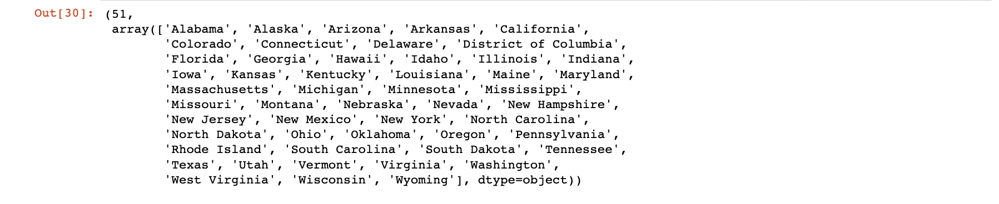 Out[30]: (51,
array(['Alabama', 'Alaska', 'Arizona', 'Arkansas', 'California',
'Colorado', 'Connecticut', 'Delaware', 'District of Columbia',
'Florida', 'Georgia', 'Hawaii', 'Idaho', 'Illinois', 'Indiana',
'Iowa', 'Kansas', 'Kentucky', 'Louisiana', 'Maine', 'Maryland',
'Massachusetts', 'Michigan', 'Minnesota', 'Mississippi',
'Missouri', 'Montana', 'Nebraska', 'Nevada', 'New Hampshire',
'New Jersey', 'New Mexico', 'New York', 'North Carolina',
'North Dakota', 'Ohio', 'Oklahoma', 'Oregon', 'Pennsylvania',
'Rhode Island', 'South Carolina', 'South Dakota', 'Tennessee',
'Texas', 'Utah', 'Vermont', 'Virginia', 'Washington',
'West Virginia', 'Wisconsin', 'Wyoming'], dtype=object))